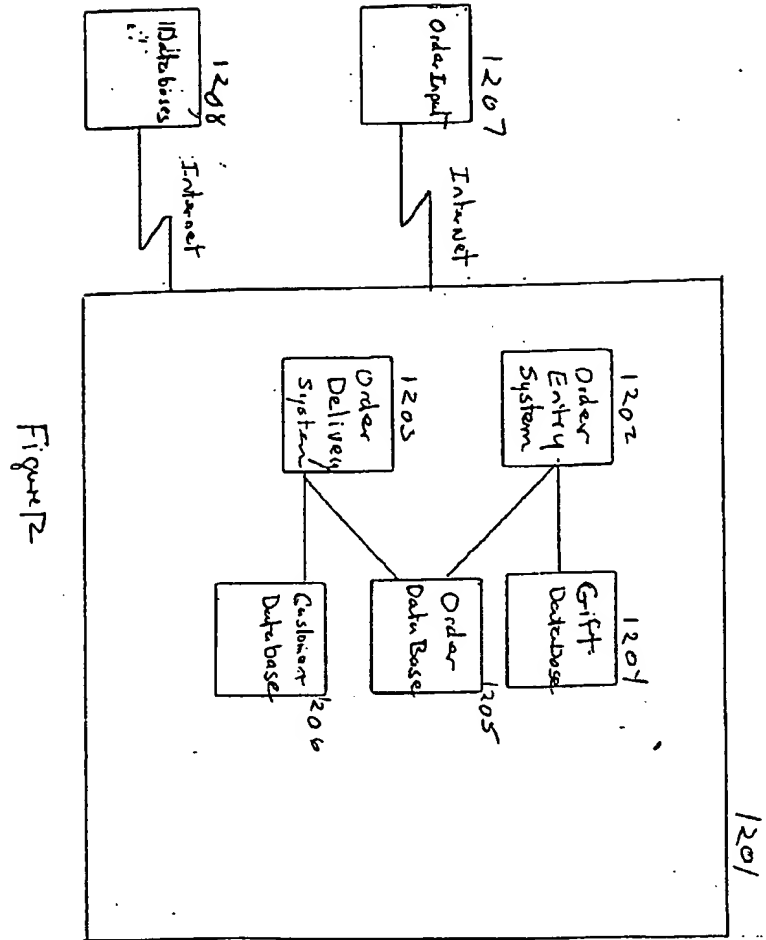 1201
1202
Order
Entry
System
1204
Gift
Database
1207
Order Input
Internet
Order
Data Base
1205
1203
Order
Delivery
System
Customer
Database
1206
1208
Databases
Internet
Figure 12